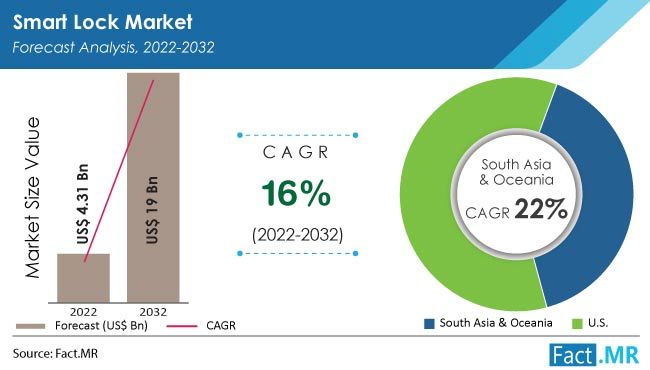 Smart Lock Market
Forecast Analysis, 2022-2032
Market Size Value
US$ 4.31 Bn
US$ 19 Bn
2022
2032
Forecast (US$ Bn)
CAGR
CAGR
16%
(2022-2032)
South Asia
& Oceania
CAGR 22%
South Asia & Oceania
U.S.
Source: Fact.MR
Fact.MR